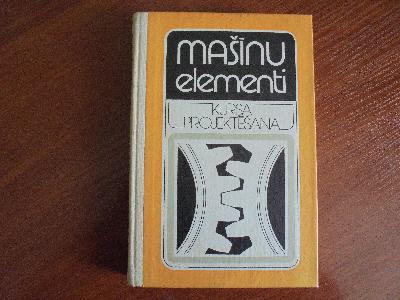 MAŠĪNU
elementi
KURSA
PROJEKTĒŠANA